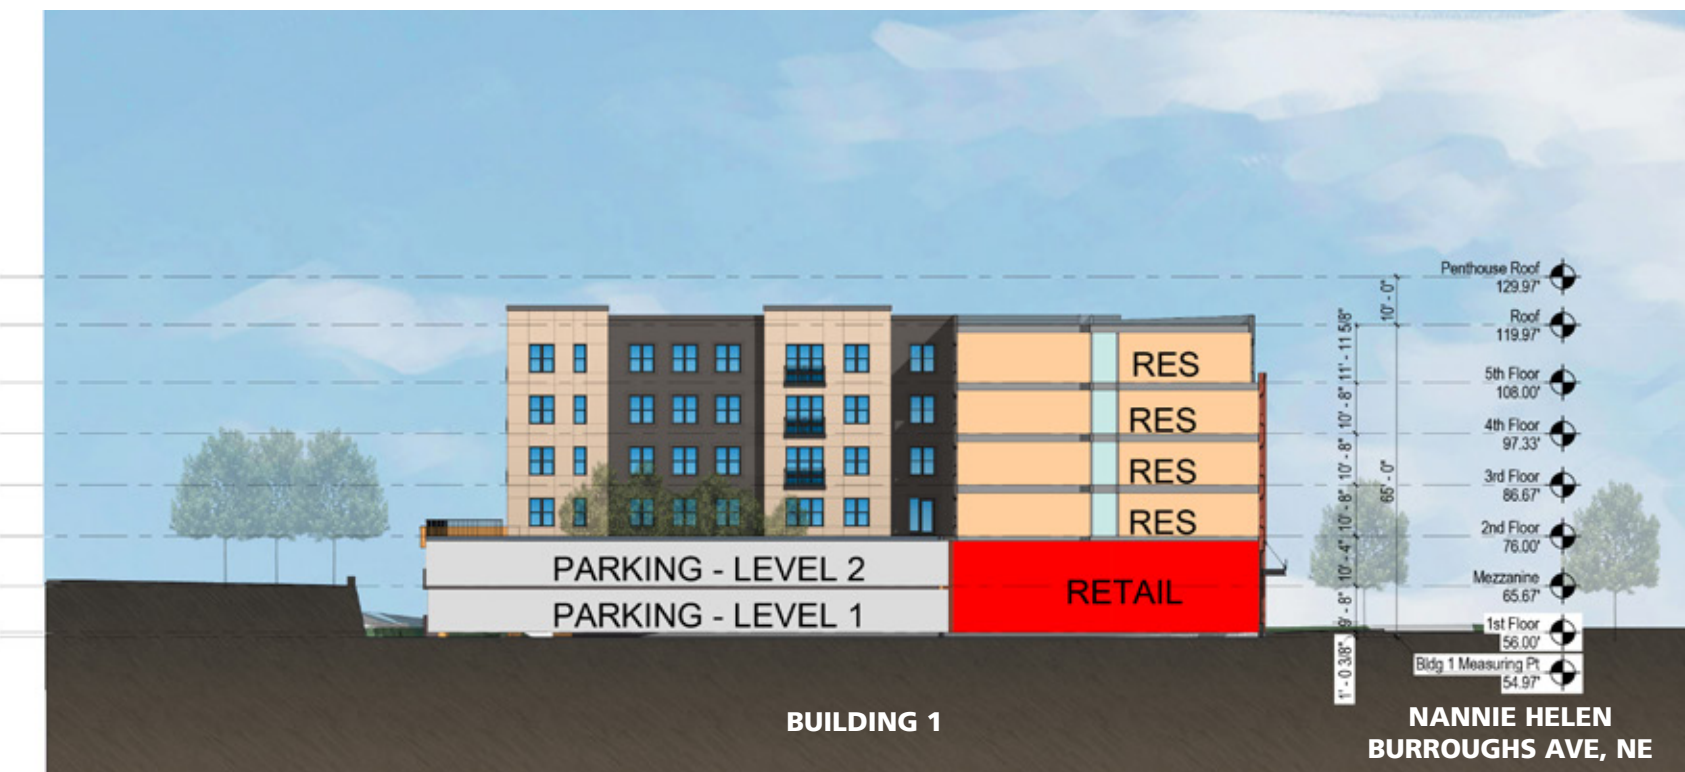 Penthouse Roof
129.97'
Roof
119.97'
5th Floor
108.00'
4th Floor
97.33'
3rd Floor
86.67'
2nd Floor
76.00'
Mezzanine
65.67'
1st Floor
56.00'
Bldg 1 Measuring Pt
54.97'
10' - 0"
65' - 0"
11' - 11 5/8"
10' - 8"
10' - 8"
10' - 8"
10' - 4"
9' - 8"
1' - 0 3/8"
RES
RES
RES
RES
PARKING - LEVEL 2
PARKING - LEVEL 1
RETAIL
BUILDING 1
NANNIE HELEN
BURROUGHS AVE, NE